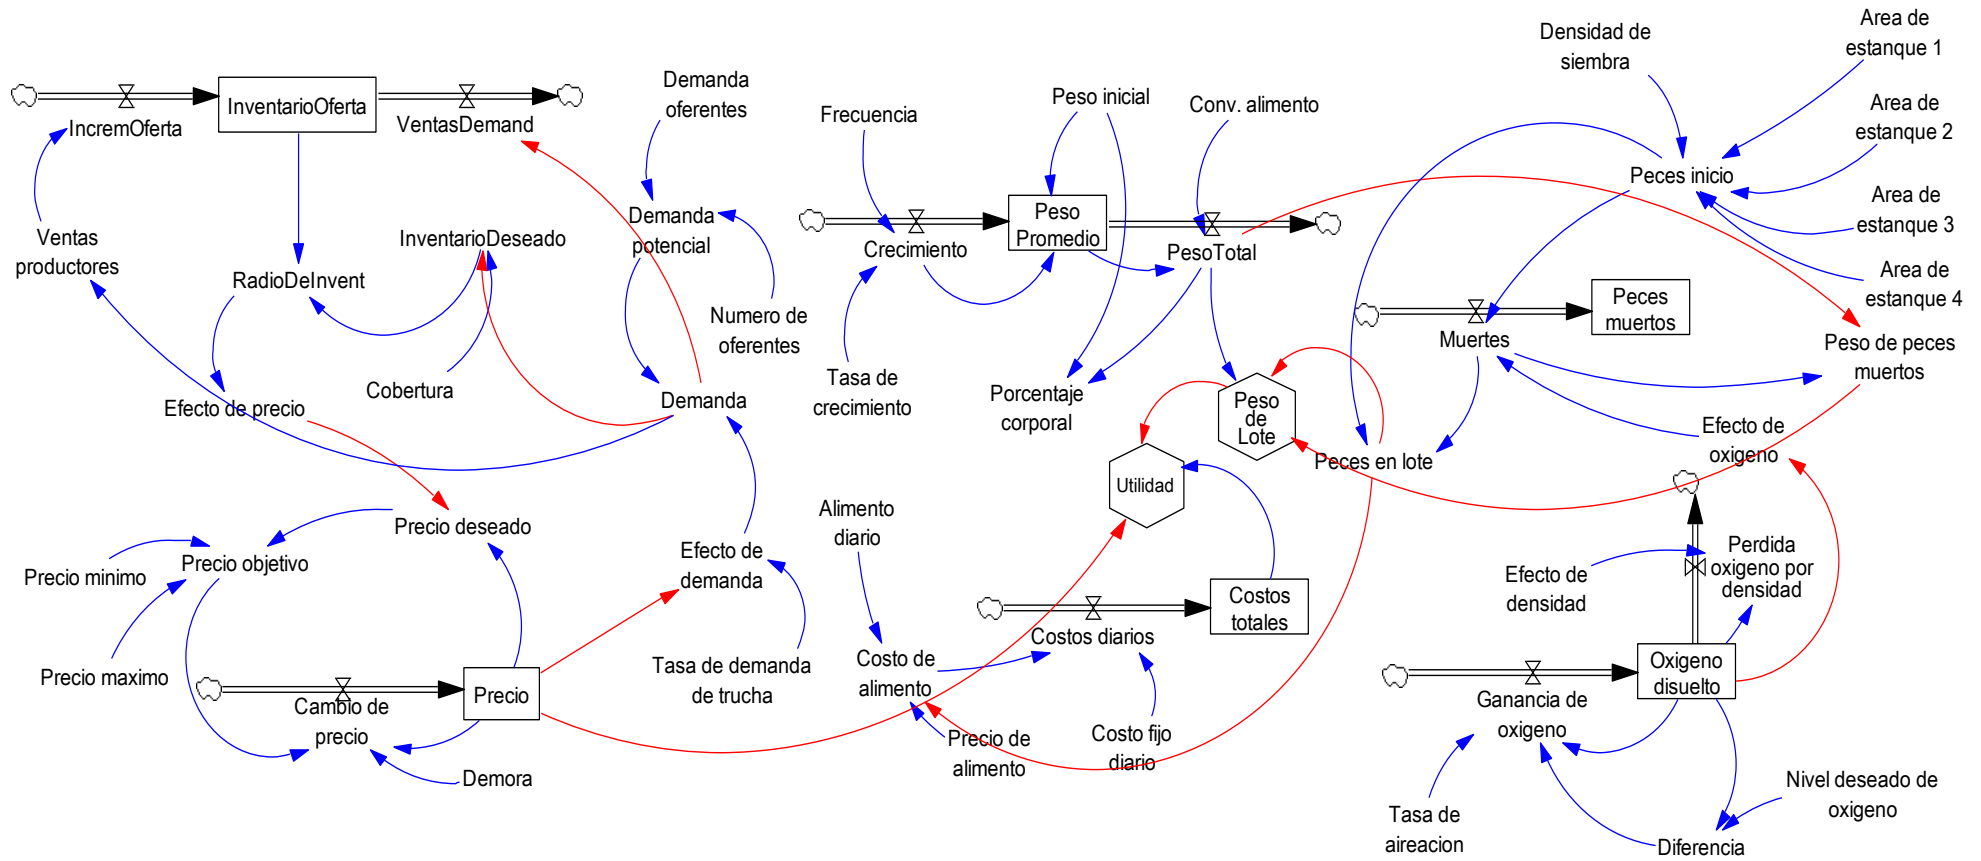 InventarioOferta
IncremOferta
VentasDemand
Demanda
oferentes
Frecuencia
Peso inicial
Conv. alimento
Densidad de
siembra
Area de
estanque 1
Area de
estanque 2
Peces inicio
Area de
estanque 3
Area de
estanque 4
Ventas
productores
RadioDeInvent
InventarioDeseado
Demanda
potencial
Numero de
oferentes
Cobertura
Efecto de precio
Demanda
Crecimiento
Peso
Promedio
PesoTotal
Tasa de
crecimiento
Porcentaje
corporal
Peces
muertos
Muertes
Peso de peces
muertos
Peso
de
Lote
Peces en lote
Efecto de
oxigeno
Utilidad
Precio deseado
Precio minimo
Precio objetivo
Precio maximo
Efecto de
demanda
Tasa de demanda
de trucha
Cambio de
precio
Precio
Demora
Alimento
diario
Costo de
alimento
Costos diarios
Costos
totales
Precio de
alimento
Costo fijo
diario
Efecto de
densidad
Perdida
oxigeno por
densidad
Oxigeno
disuelto
Ganancia de
oxigeno
Tasa de
aireacion
Nivel deseado de
oxigeno
Diferencia